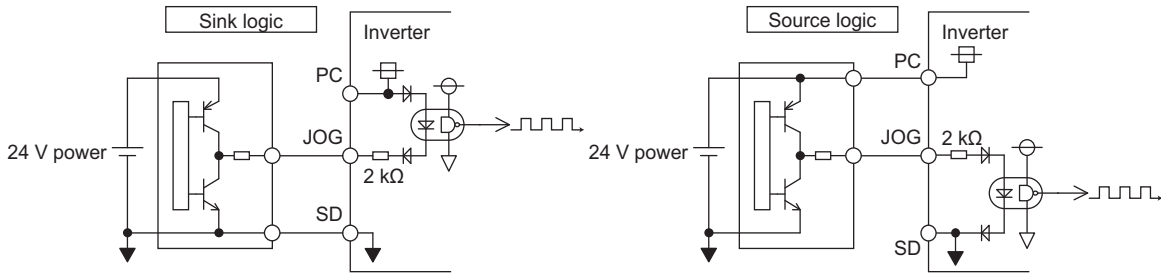 Sink logic
Inverter
PC
JOG
24 V power
2 kΩ
SD
Source logic
Inverter
PC
JOG
2 kΩ
24 V power
SD